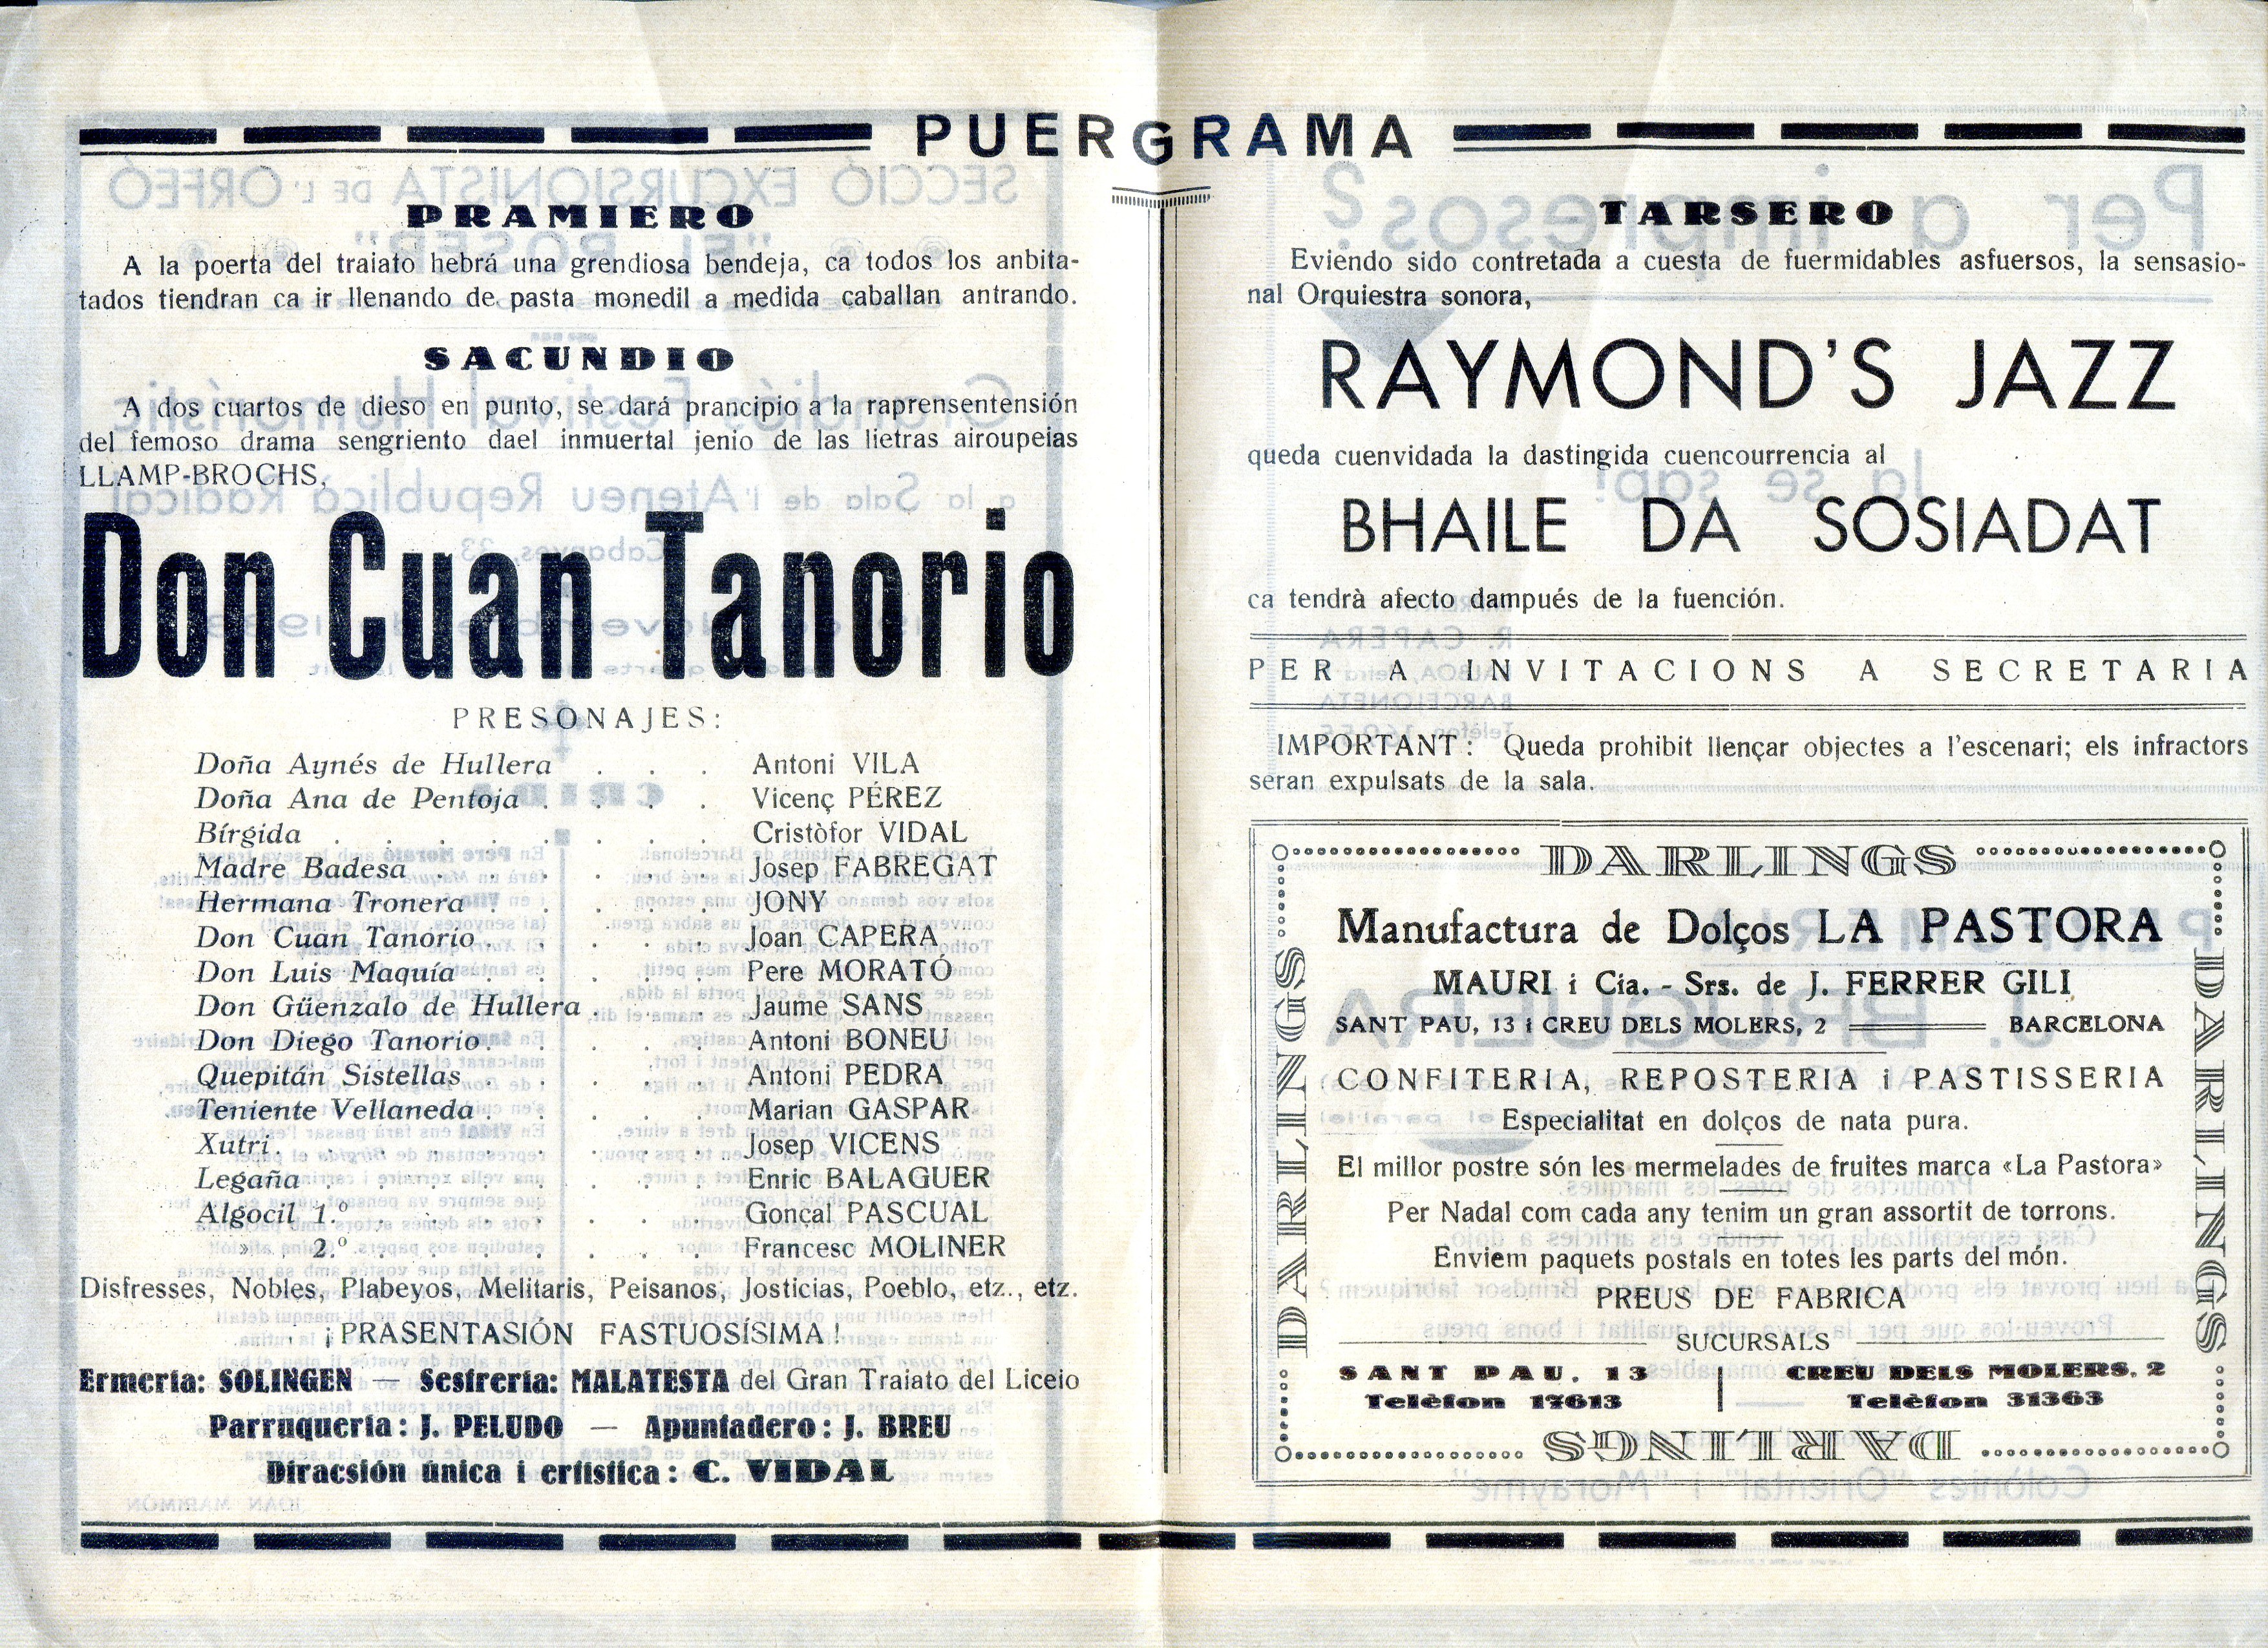 PUERGRAMA
PRAMIERO
A la poerta del traiato hebrá una grendiosa bendeja, ca todos los anbita-
tados tiendran ca ir llenando de pasta monedil a medida caballan antrando.
SACUNDIO
A dos cuartos de dieso en punto, se dará prancipio a la raprensentensión
del femoso drama sengriento dael inmuertal jenio de las lietras airoupeias
LLAMP-BROCHS,
Don Cuan Tanorio
PRESONAJES:
Doña Aynés de Hullera . . . Antoni VILA
Doña Ana de Pentoja . . . . Vicenç PÉREZ
Bírgida . . . . . . . . Cristòfor VIDAL
Madre Badesa . . . . . . Josep FABREGAT
Hermana Tronera . . . . . JONY
Don Cuan Tanorio . . . . . Joan CAPERA
Don Luis Maquía . . . . Pere MORATÓ
Don Güenzalo de Hullera . . . Jaume SANS
Don Diego Tanorio . . . . . Antoni BONEU
Quepitán Sistellas . . . . . Antoni PEDRA
Teniente Vellaneda . . . . . Marian GASPAR
Xutri . . . . . . . . . Josep VICENS
Legaña . . . . . . . . Enric BALAGUER
Algocil 1.º . . . . . . . Gonçal PASCUAL
» 2.º . . . . . . . Francesc MOLINER
Disfresses, Nobles, Plabeyos, Melitaris, Peisanos, Josticias, Poeblo, etz., etz.
¡PRASENTASIÓN FASTUOSÍSIMA!
Ermería: SOLINGEN — Sestrería: MALATESTA del Gran Traiato del Liceio
Parruquería: J. PELUDO — Apuntadero: J. BREU
Diracsión única i ertística: C. VIDAL
TARSERO
Eviendo sido contretada a cuesta de fuermidables asfuersos, la sensasio-
nal Orquiestra sonora,
RAYMOND'S JAZZ
queda cuenvidada la dastingida cuencourrencia al
BHAILE DA SOSIADAT
ca tendrà afecto dampués de la fuención.
PER A INVITACIONS A SECRETARIA
IMPORTANT: Queda prohibit llençar objectes a l'escenari; els infractors
seran expulsats de la sala.
DARLINGS
DARLINGS
DARLINGS
Manufactura de Dolços LA PASTORA
MAURI i Cia. - Srs. de J. FERRER GILI
SANT PAU, 13 i CREU DELS MOLERS, 2 ——— BARCELONA
CONFITERIA, REPOSTERIA i PASTISSERIA
Especialitat en dolços de nata pura.
El millor postre són les mermelades de fruites marca «La Pastora»
Per Nadal com cada any tenim un gran assortit de torrons.
Enviem paquets postals en totes les parts del món.
PREUS DE FABRICA
SUCURSALS
SANT PAU, 13 | CREU DELS MOLERS, 2
Telèfon 17613 | Telèfon 31363
DARLINGS